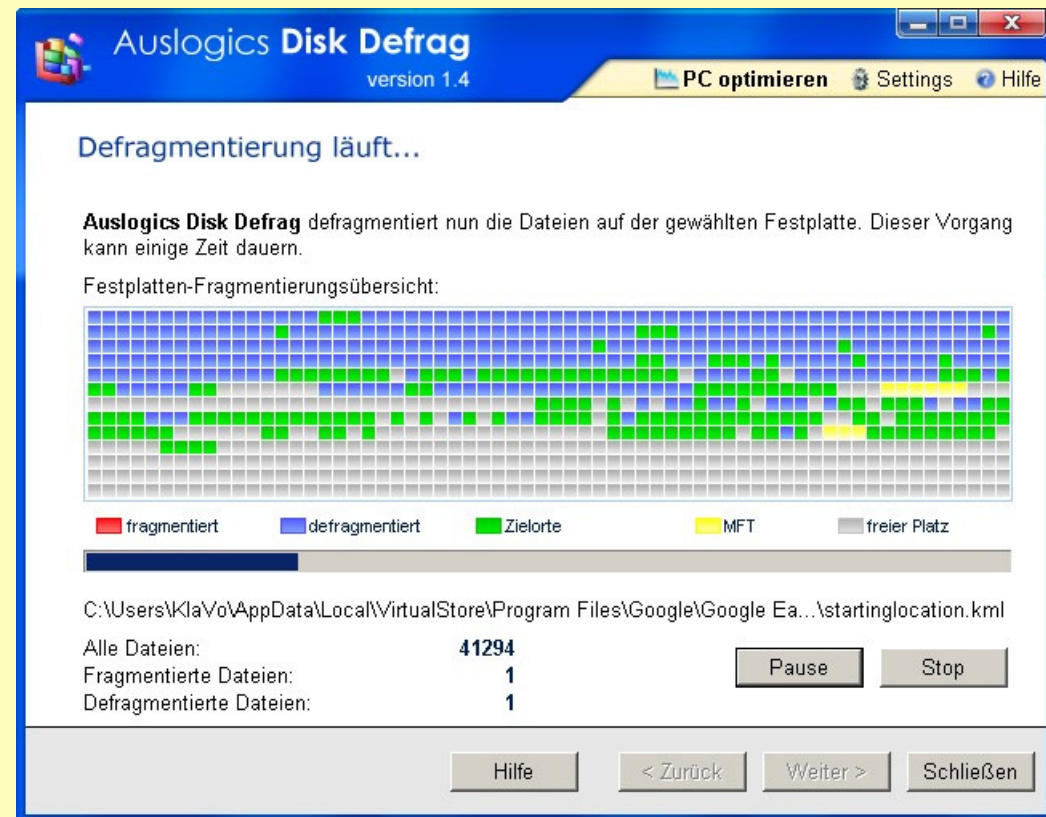 Auslogics Disk Defrag
version 1.4
PC optimieren Settings Hilfe
Defragmentierung läuft...
Auslogics Disk Defrag defragmentiert nun die Dateien auf der gewählten Festplatte. Dieser Vorgang
kann einige Zeit dauern.
Festplatten-Fragmentierungsübersicht:
fragmentiert defragmentiert Zielorte MFT freier Platz
C:\Users\KlaVo\AppData\Local\VirtualStore\Program Files\Google\Google Ea...\startinglocation.kml
Alle Dateien: 41294
Fragmentierte Dateien: 1
Defragmentierte Dateien: 1
Pause Stop
Hilfe < Zurück Weiter > Schließen